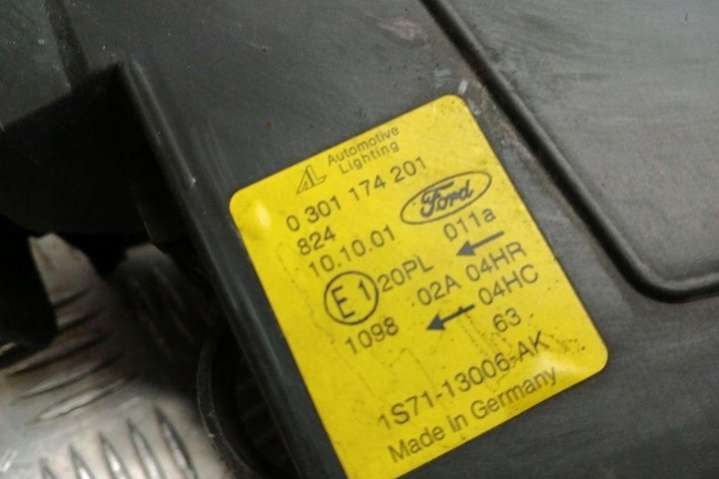 AL Automotive
Lighting
0 301 174 201
824
10.10.01 Ford
011a
E1 20PL
02A 04HR
1098 04HC
63
1S71-13006-AK
Made in Germany